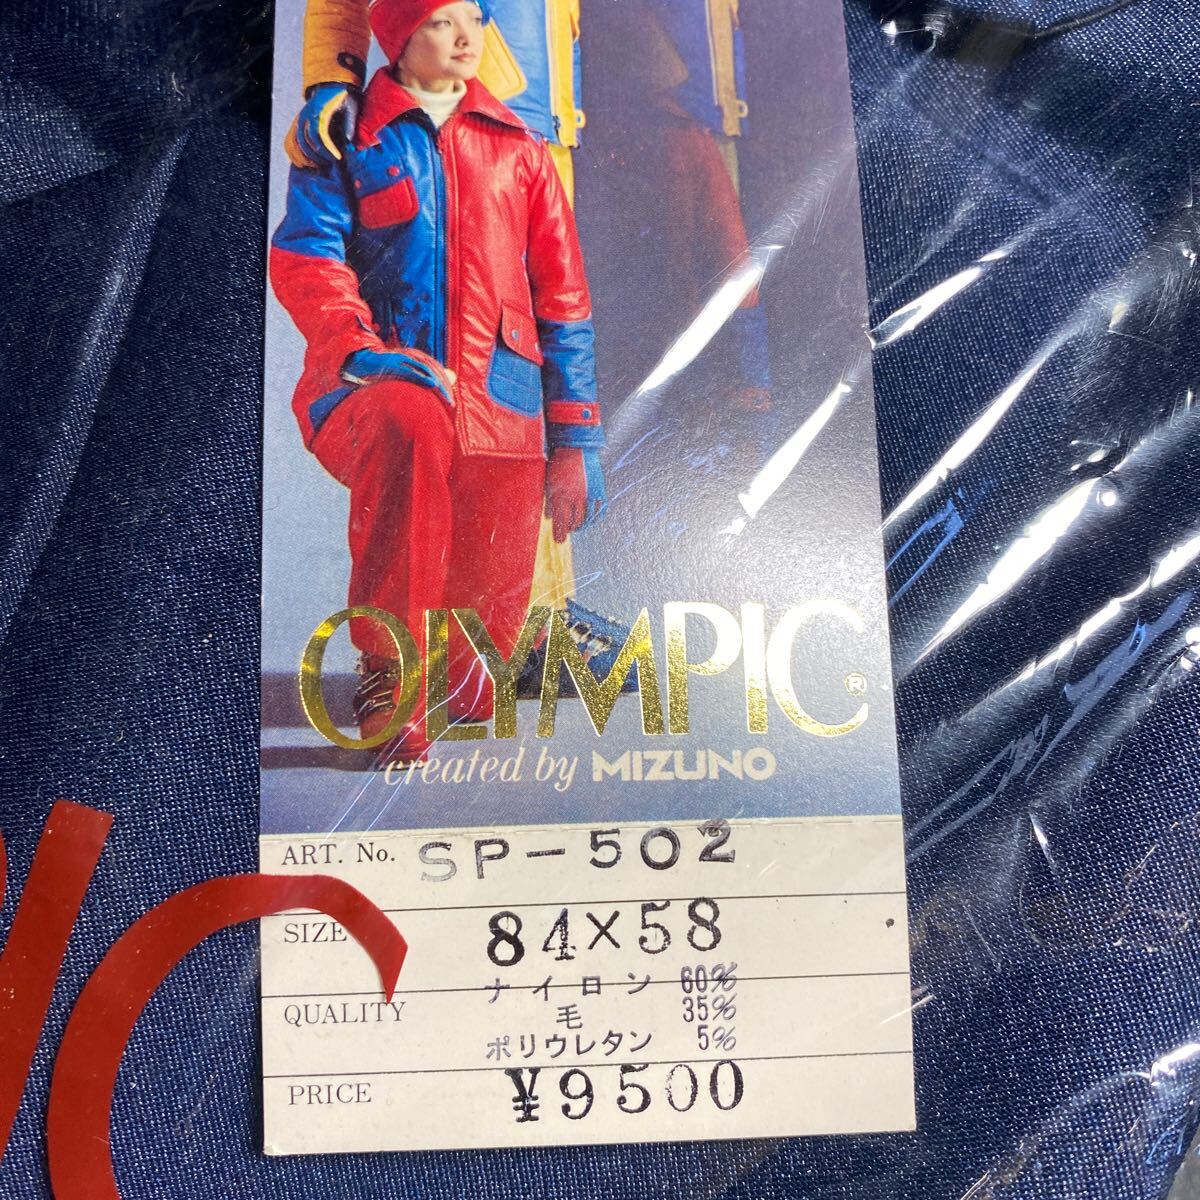 OLYMPIC®
created by MIZUNO
ART. No. SP-502
SIZE 84×58
ナイロン 60%
QUALITY 毛 35%
ポリウレタン 5%
PRICE ¥9500
IC